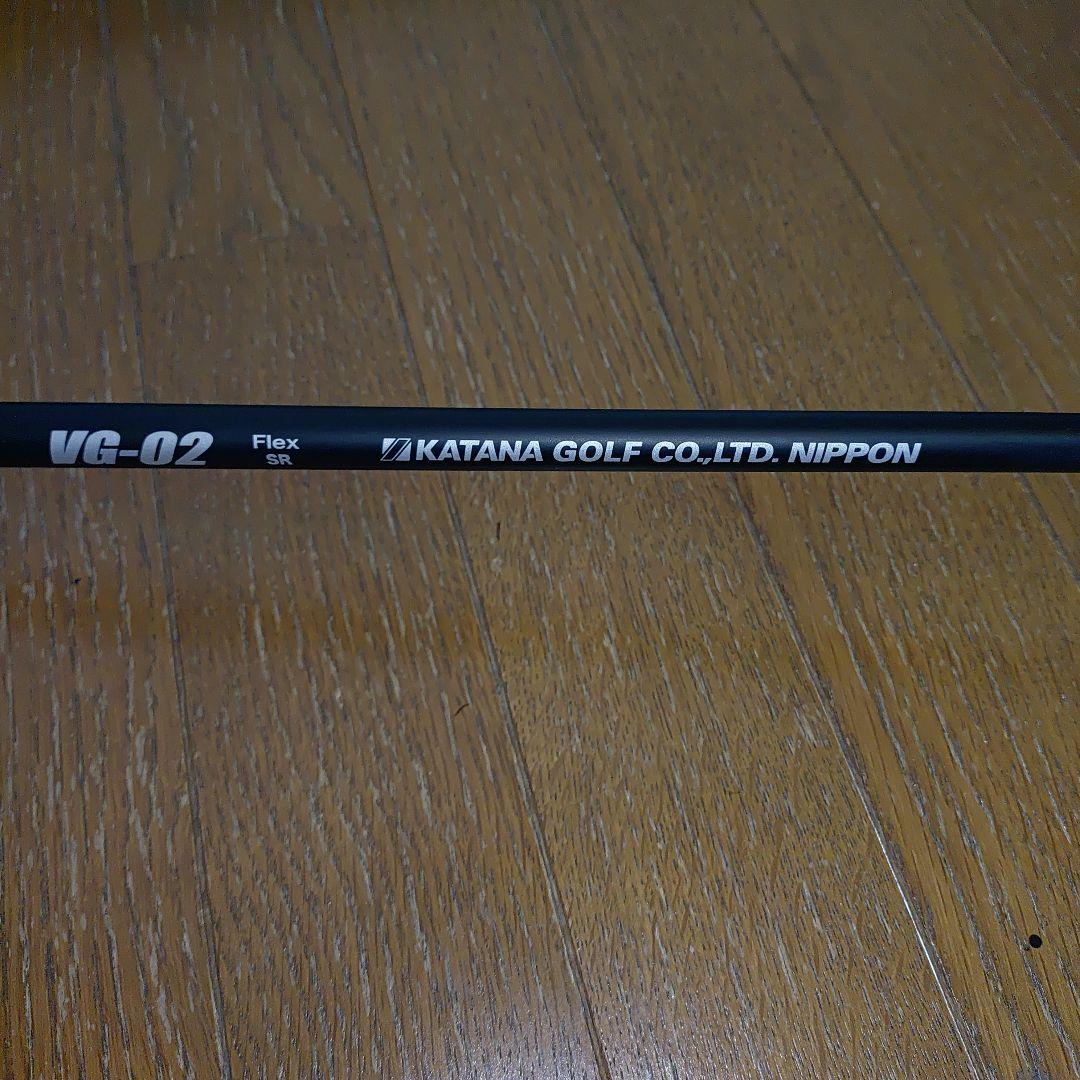 VG-02 Flex SR KATANA GOLF CO.,LTD. NIPPON